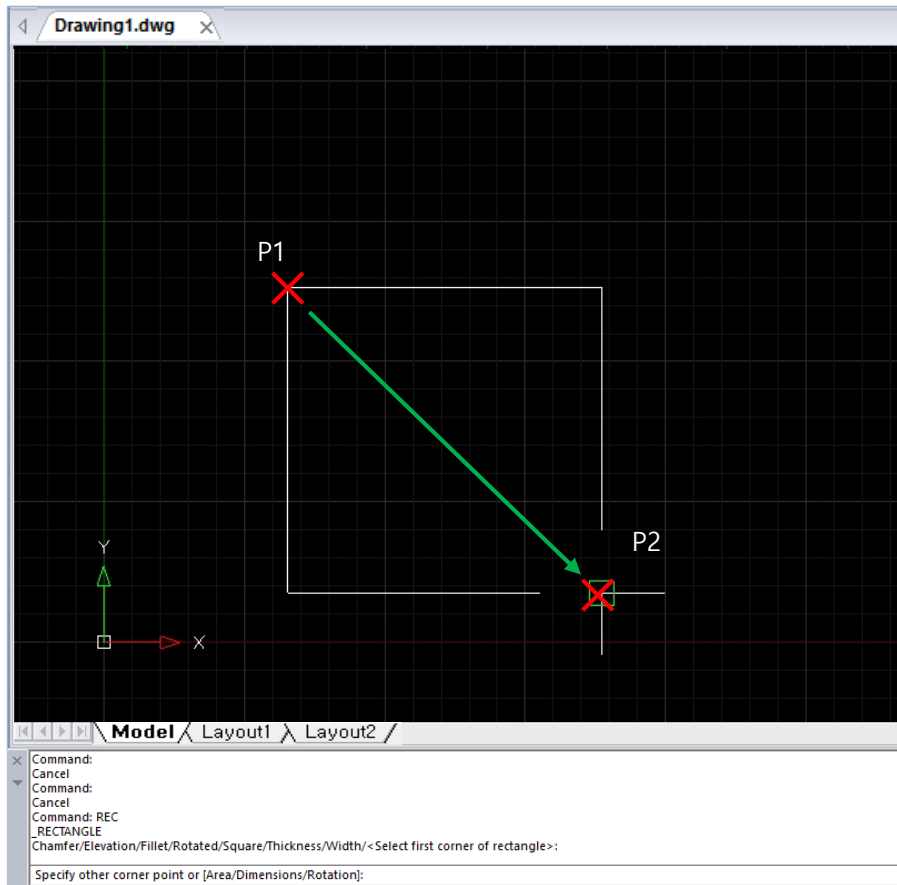 Drawing1.dwg
P1
P2
Y
X
Model Layout1 Layout2
Command:
Cancel
Command:
Cancel
Command: REC
_RECTANGLE
Chamfer/Elevation/Fillet/Rotated/Square/Thickness/Width/<Select first corner of rectangle>:
Specify other corner point or [Area/Dimensions/Rotation]: